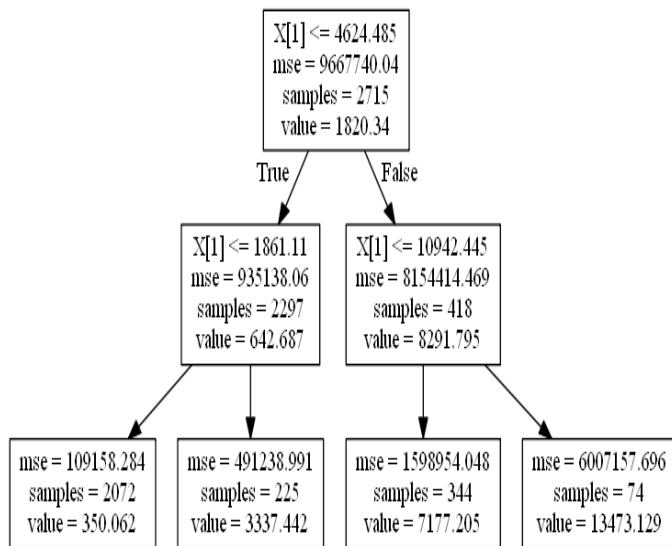 X[1] <= 4624.485
mse = 9667740.04
samples = 2715
value = 1820.34
True
False
X[1] <= 1861.11
mse = 935138.06
samples = 2297
value = 642.687
X[1] <= 10942.445
mse = 8154414.469
samples = 418
value = 8291.795
mse = 109158.284
samples = 2072
value = 350.062
mse = 491238.991
samples = 225
value = 3337.442
mse = 1598954.048
samples = 344
value = 7177.205
mse = 6007157.696
samples = 74
value = 13473.129